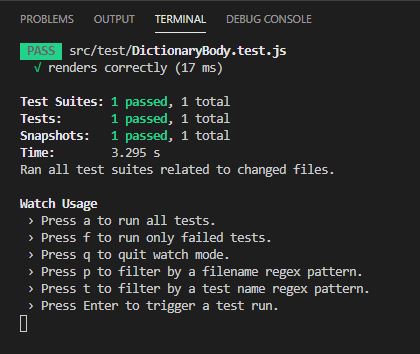 PROBLEMS OUTPUT TERMINAL DEBUG CONSOLE
PASS src/test/DictionaryBody.test.js
√ renders correctly (17 ms)
Test Suites: 1 passed, 1 total
Tests: 1 passed, 1 total
Snapshots: 1 passed, 1 total
Time: 3.295 s
Ran all test suites related to changed files.
Watch Usage
› Press a to run all tests.
› Press f to run only failed tests.
› Press q to quit watch mode.
› Press p to filter by a filename regex pattern.
› Press t to filter by a test name regex pattern.
› Press Enter to trigger a test run.